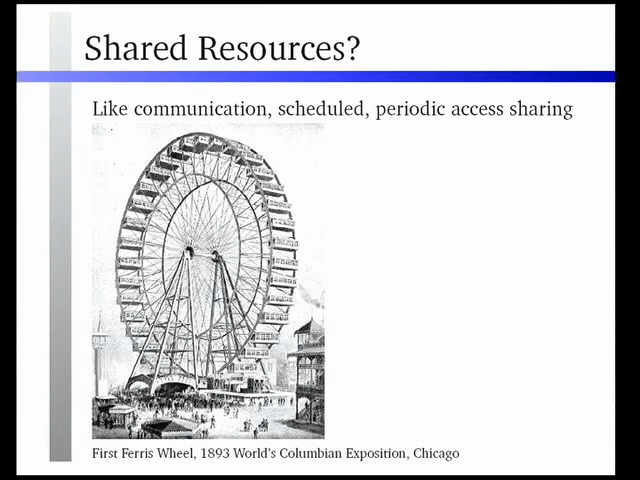 Shared Resources?
Like communication, scheduled, periodic access sharing
First Ferris Wheel, 1893 World's Columbian Exposition, Chicago